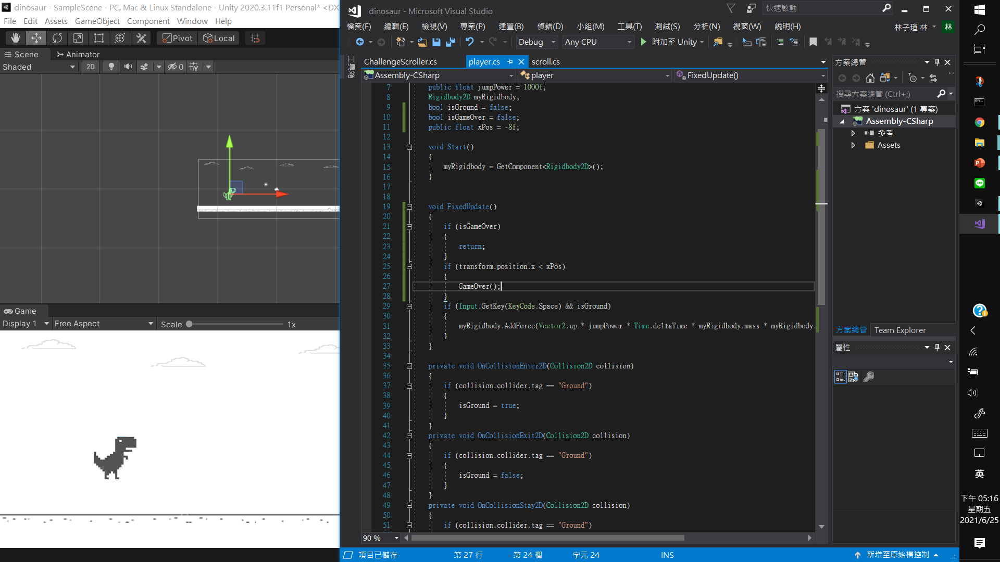 dinosaur - SampleScene - PC, Mac & Linux Standalone - Unity 2020.3.11f1 Personal* <DX
File Edit Assets GameObject Component Window Help
Pivot Local
Scene Animator
Shaded 2D 0
Game
Display 1 Free Aspect Scale 1x
dinosaur - Microsoft Visual Studio
快速啟動
檔案(F) 編輯(E) 檢視(V) 專案(P) 建置(B) 偵錯(D) 小組(M) 工具(T) 測試(S) 分析(N) 視窗(W) 說明(H)
林子瑄 林 林
Debug Any CPU 附加至 Unity
工具箱
ChallengeScroller.cs player.cs scroll.cs
Assembly-CSharp player FixedUpdate()
7 public float jumpPower = 1000f;
8 Rigidbody2D myRigidbody;
9 bool isGround = false;
10 bool isGameOver = false;
11 public float xPos = -8f;
12
13 void Start()
14 {
15 myRigidbody = GetComponent<Rigidbody2D>();
16 }
17
18
19 void FixedUpdate()
20 {
21 if (isGameOver)
22 {
23 return;
24 }
25 if (transform.position.x < xPos)
26 {
27 GameOver();
28 }
29 if (Input.GetKey(KeyCode.Space) && isGround)
30 {
31 myRigidbody.AddForce(Vector2.up * jumpPower * Time.deltaTime * myRigidbody.mass * myRigidbody.
32 }
33 }
34
35 private void OnCollisionEnter2D(Collision2D collision)
36 {
37 if (collision.collider.tag == "Ground")
38 {
39 isGround = true;
40 }
41 }
42 private void OnCollisionExit2D(Collision2D collision)
43 {
44 if (collision.collider.tag == "Ground")
45 {
46 isGround = false;
47 }
48 }
49 private void OnCollisionStay2D(Collision2D collision)
50 {
51 if (collision.collider.tag == "Ground")
90 %
項目已儲存 第 27 行 第 24 欄 字元 24 INS 新增至原始檔控制
方案總管
搜尋方案總管 (Ctrl+;)
方案 'dinosaur' (1 專案)
Assembly-CSharp
參考
Assets
方案總管 Team Explorer
屬性
英
下午 05:16
星期五
2021/6/25